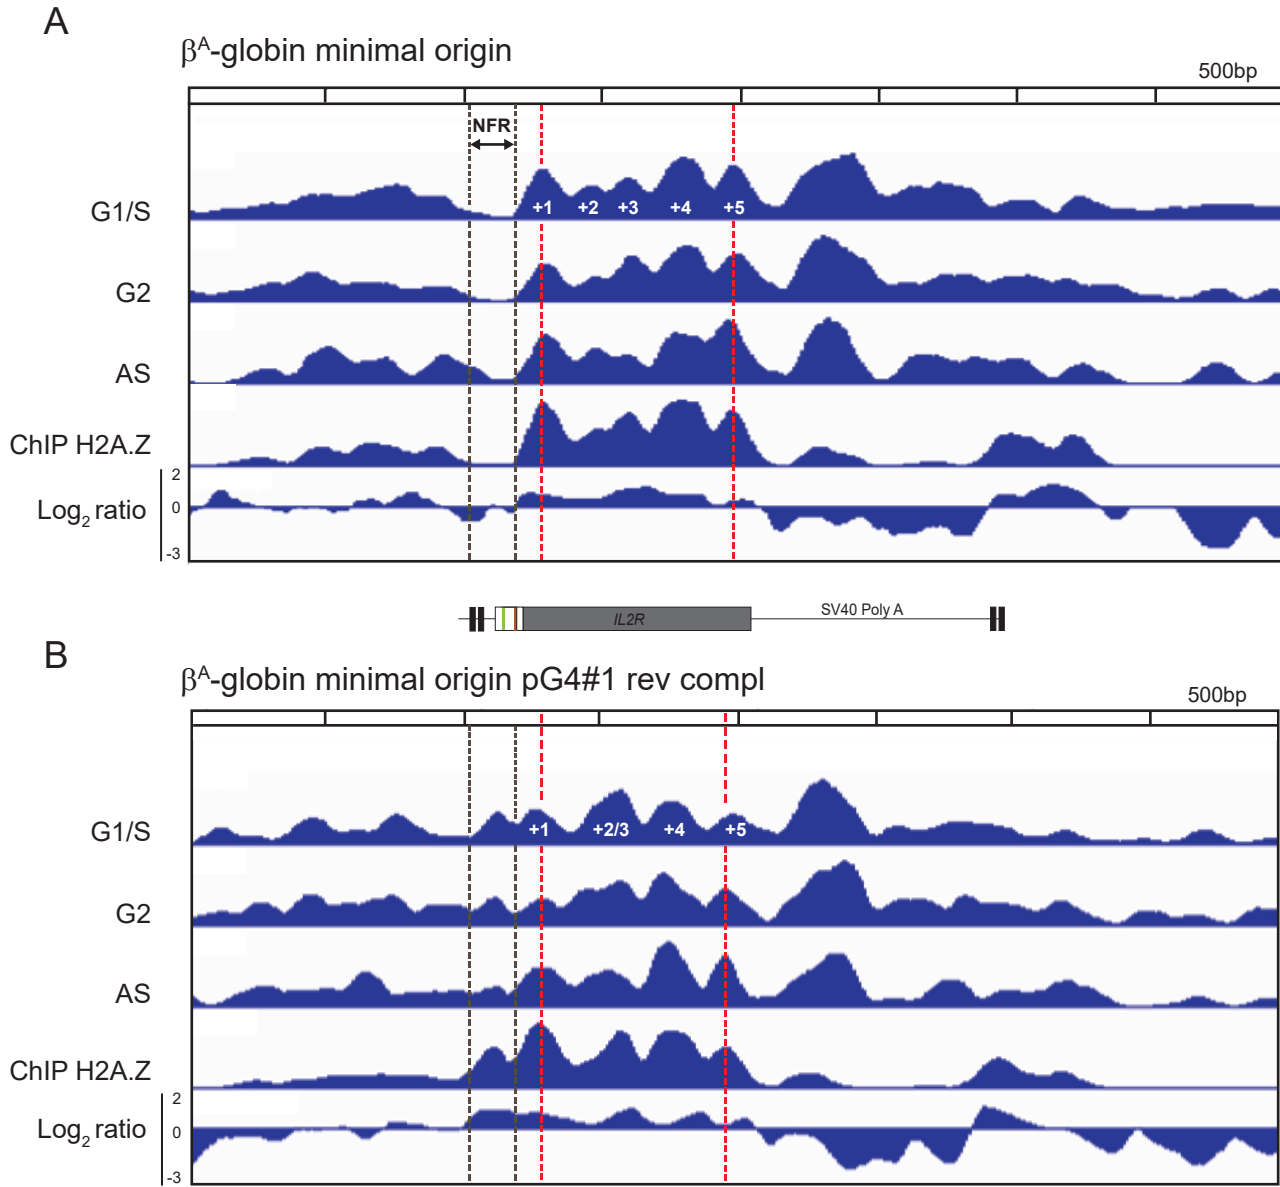 A
βᴬ-globin minimal origin
500bp
NFR
G1/S
+1 +2 +3 +4 +5
G2
AS
ChIP H2A.Z
Log₂ ratio
2
0
-3
IL2R
SV40 Poly A
B
βᴬ-globin minimal origin pG4#1 rev compl
500bp
G1/S
+1 +2/3 +4 +5
G2
AS
ChIP H2A.Z
Log₂ ratio
2
0
-3